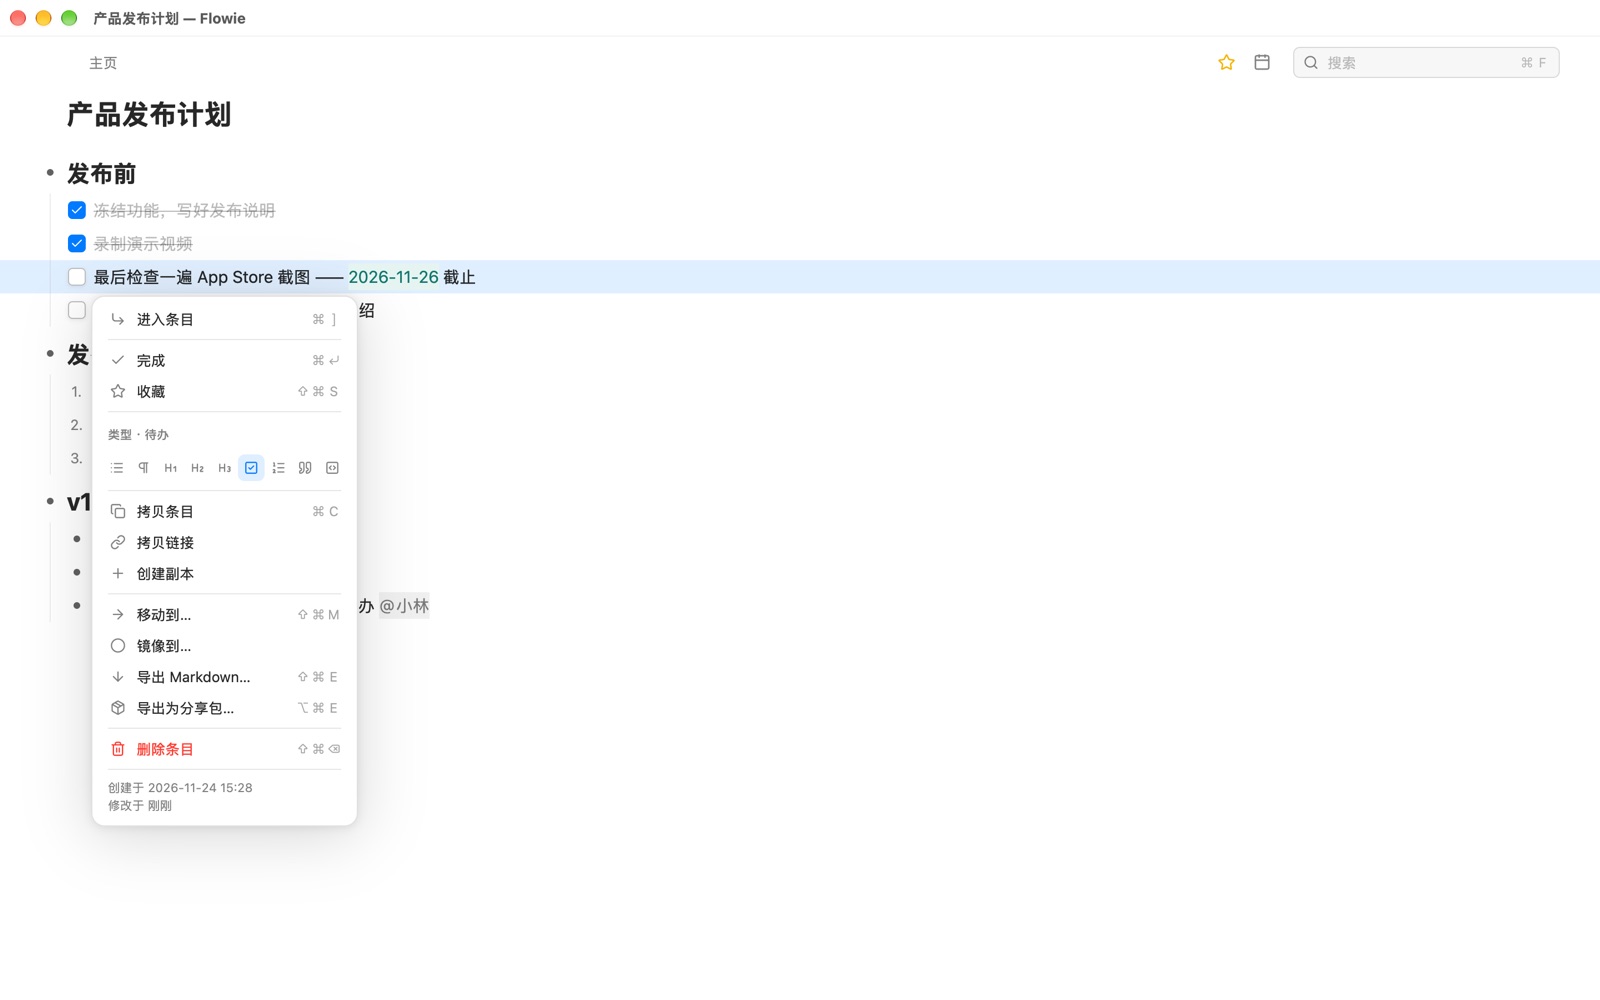 产品发布计划 — Flowie
主页
搜索 ⌘ F
产品发布计划
发布前
冻结功能，写好发布说明
录制演示视频
最后检查一遍 App Store 截图 —— 2026-11-26 截止
绍
进入条目 ⌘ ]
发
完成 ⌘ ↵
1.
收藏 ⇧ ⌘ S
2.
类型 · 待办
3.
H1 H2 H3
v1
拷贝条目 ⌘ C
拷贝链接
创建副本
办 @小林
移动到... ⇧ ⌘ M
镜像到...
导出 Markdown... ⇧ ⌘ E
导出为分享包... ⌥ ⌘ E
删除条目 ⇧ ⌘ ⌫
创建于 2026-11-24 15:28
修改于 刚刚